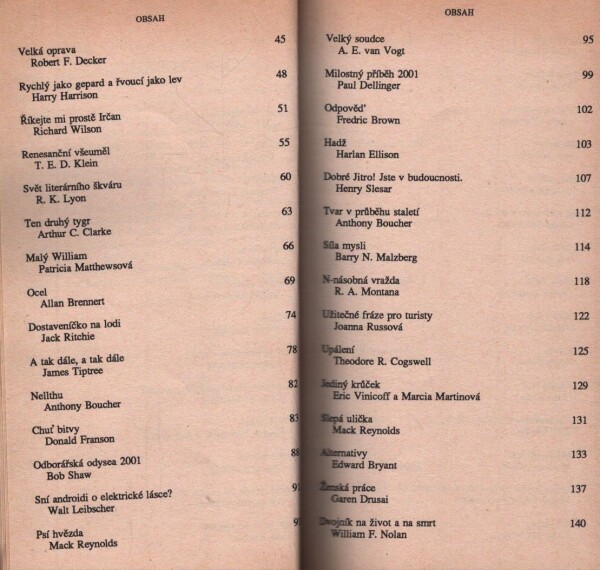 OBSAH
Velká oprava 45
Robert F. Decker
Rychlý jako gepard a řvoucí jako lev 48
Harry Harrison
Říkejte mi prostě Irčan 51
Richard Wilson
Renesanční všeuměl 55
T. E. D. Klein
Svět literárního škváru 60
R. K. Lyon
Ten druhý tygr 63
Arthur C. Clarke
Malý William 66
Patricia Matthewsová
Ocel 69
Allan Brennert
Dostaveníčko na lodi 74
Jack Ritchie
A tak dále, a tak dále 78
James Tiptree
Nellthu 82
Anthony Boucher
Chuť bitvy 83
Donald Franson
Odborářská odysea 2001 88
Bob Shaw
Sní androidi o elektrické lásce?
Walt Leibscher
Psí hvězda
Mack Reynolds
OBSAH
Velký soudce 95
A. E. van Vogt
Milostný příběh 2001 99
Paul Dellinger
Odpověď 102
Fredric Brown
Hadž 103
Harlan Ellison
Dobré Jitro! Jste v budoucnosti. 107
Henry Slesar
Tvar v průběhu staletí 112
Anthony Boucher
Síla mysli 114
Barry N. Malzberg
N-násobná vražda 118
R. A. Montana
Užitečné fráze pro turisty 122
Joanna Russová
Upálení 125
Theodore R. Cogswell
Jediný krůček 129
Eric Vinicoff a Marcia Martinová
Slepá ulička 131
Mack Reynolds
Alternativy 133
Edward Bryant
Ženská práce 137
Garen Drusai
Dvojník na život a na smrt 140
William F. Nolan